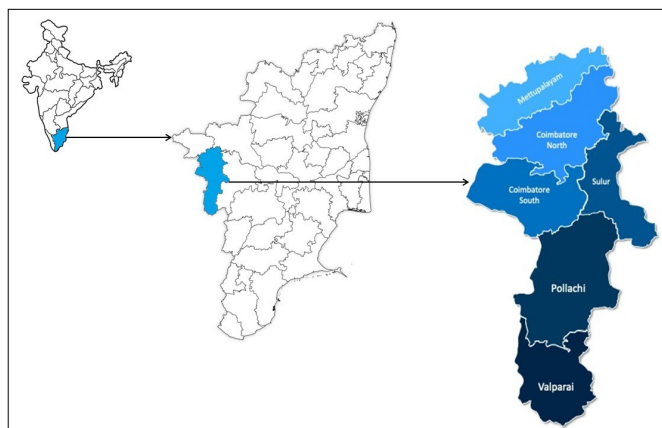 Mettupalayam
Coimbatore
North
Coimbatore
South
Sulur
Pollachi
Valparai